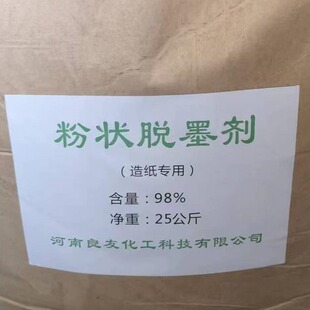 粉状脱墨剂
（造纸专用）
含量：98%
净重：25公斤
河南良友化工科技有限公司